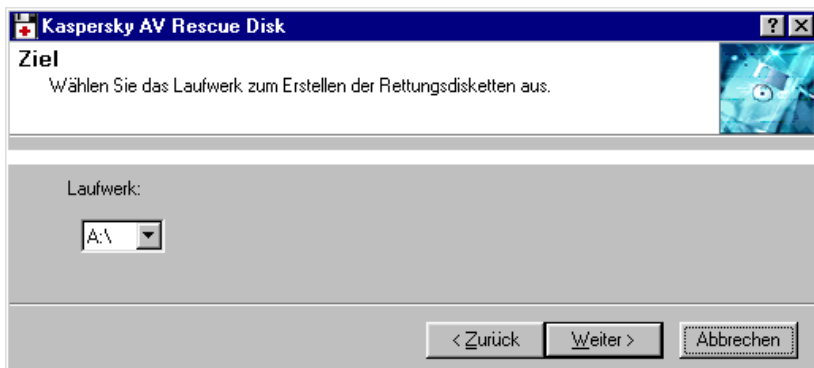 Kaspersky AV Rescue Disk
Ziel
Wählen Sie das Laufwerk zum Erstellen der Rettungsdisketten aus.
Laufwerk:
A:\
< Zurück Weiter > Abbrechen